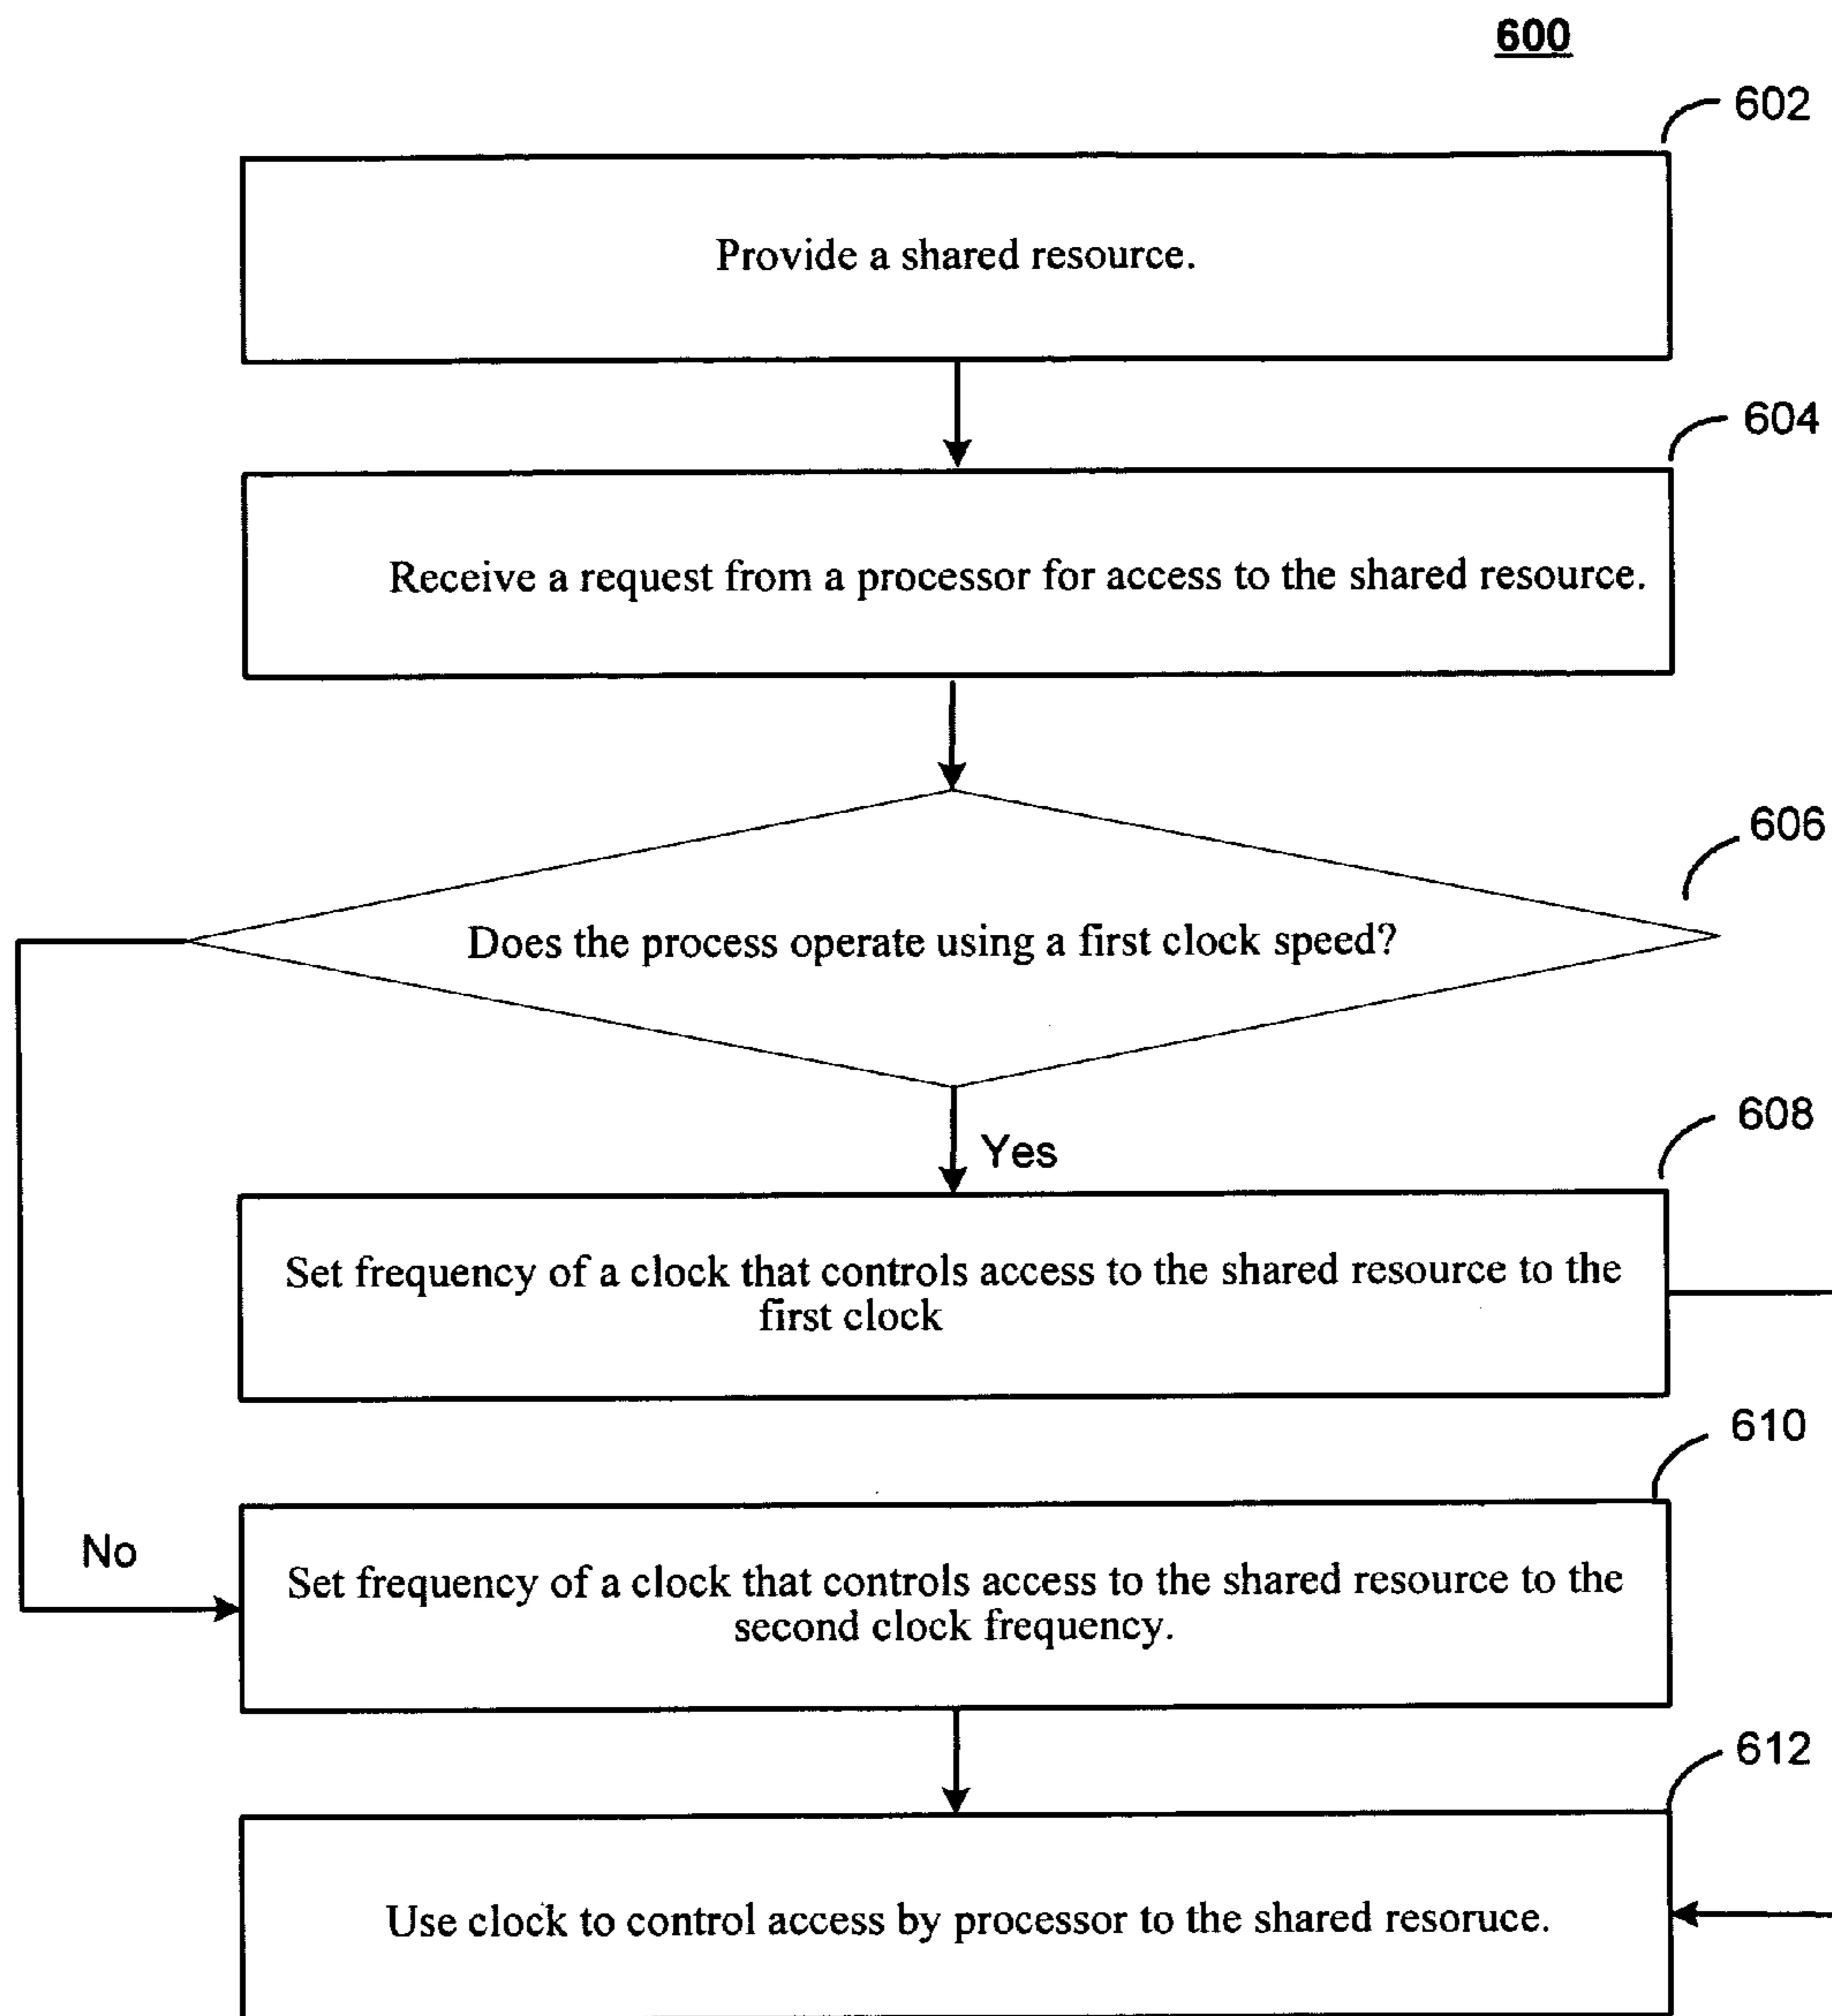 600
602
Provide a shared resource.
604
Receive a request from a processor for access to the shared resource.
606
Does the process operate using a first clock speed?
608
Yes
Set frequency of a clock that controls access to the shared resource to the
first clock
610
No
Set frequency of a clock that controls access to the shared resource to the
second clock frequency.
612
Use clock to control access by processor to the shared resoruce.